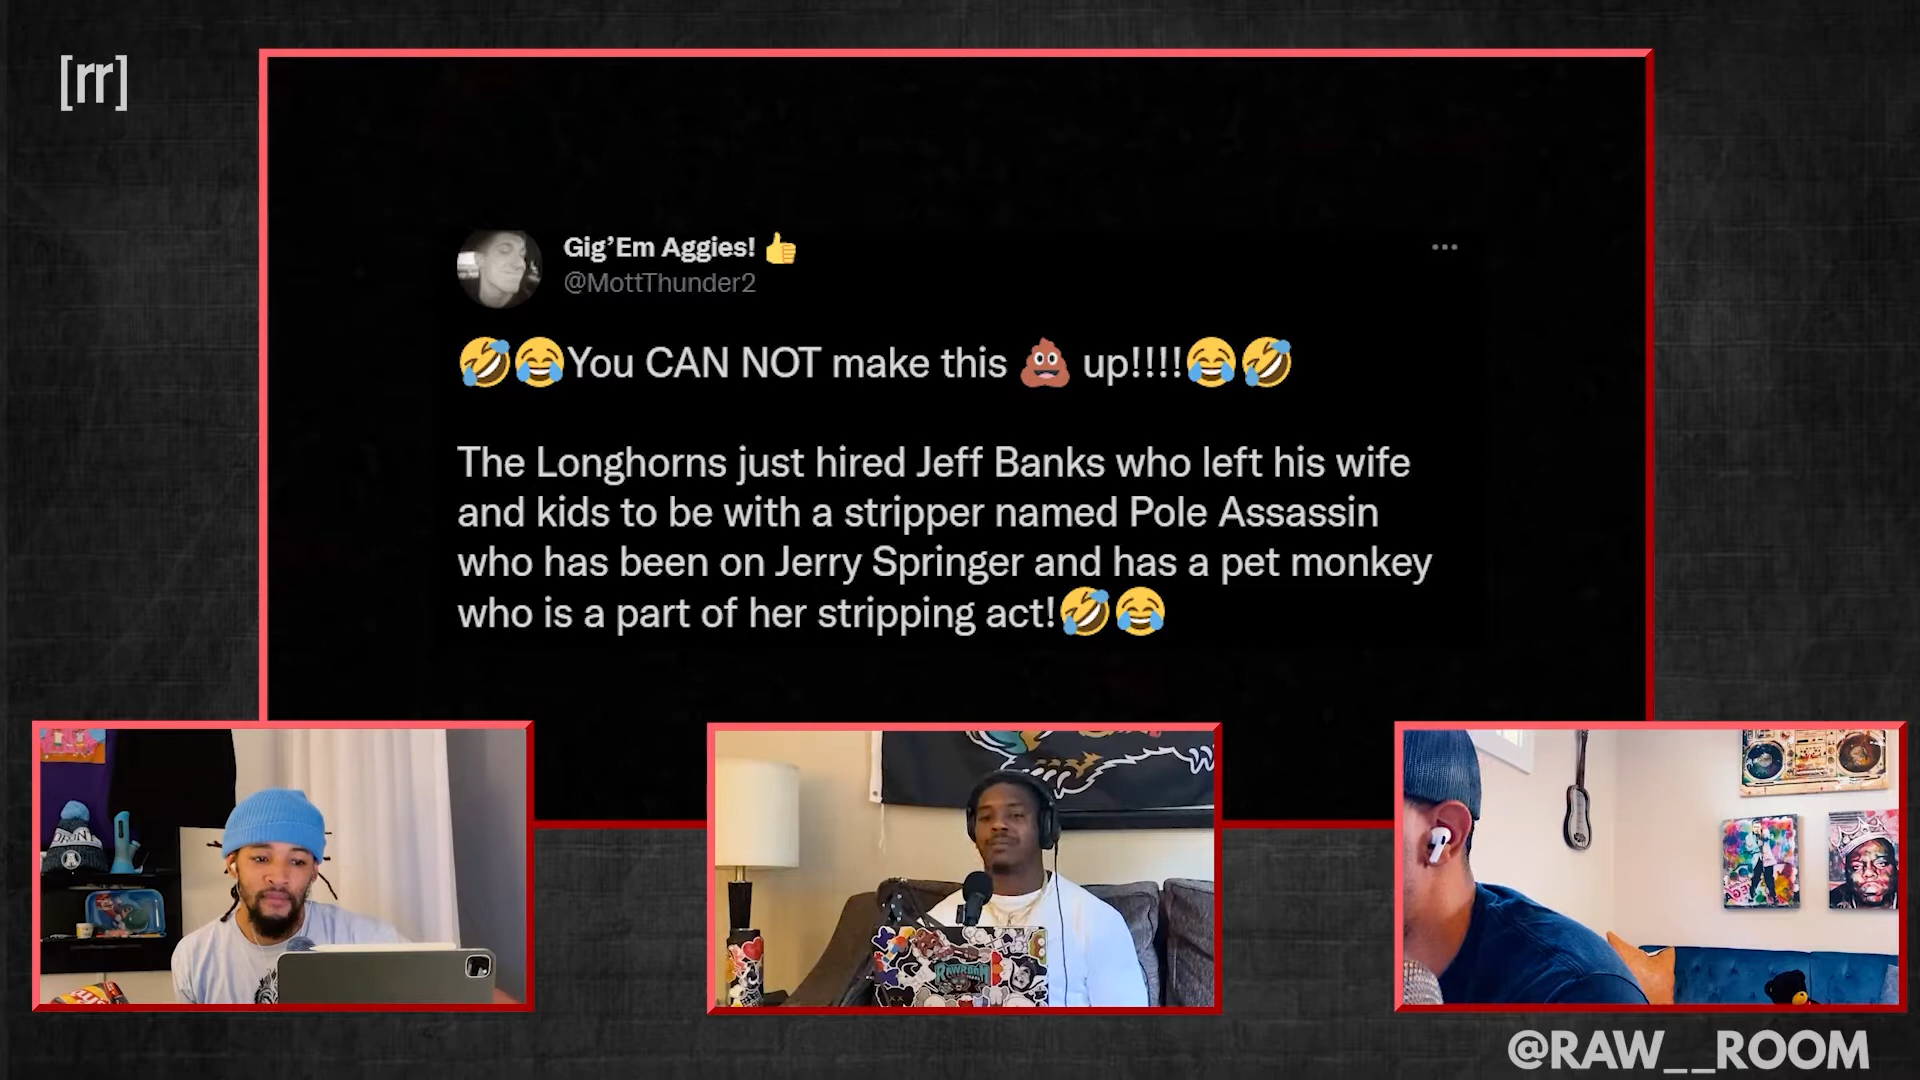 [rr]
Gig'Em Aggies! 👍
@MottThunder2
🤣😂You CAN NOT make this 💩 up!!!!😂🤣
The Longhorns just hired Jeff Banks who left his wife
and kids to be with a stripper named Pole Assassin
who has been on Jerry Springer and has a pet monkey
who is a part of her stripping act!🤣😂
RAWROOM
@RAW__ROOM